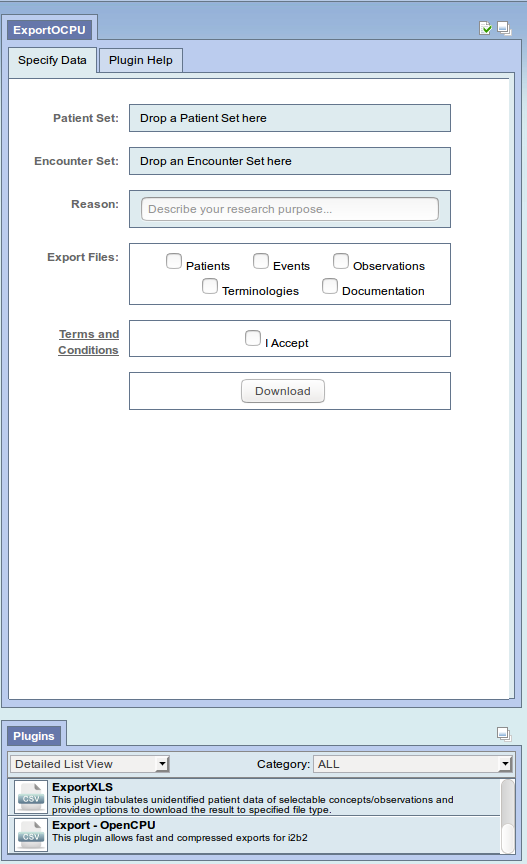 ExportOCPU
Specify Data Plugin Help
Patient Set: Drop a Patient Set here
Encounter Set: Drop an Encounter Set here
Reason: Describe your research purpose...
Export Files: Patients Events Observations
Terminologies Documentation
Terms and
Conditions
I Accept
Download
Plugins
Detailed List View Category: ALL
CSV
ExportXLS
This plugin tabulates unidentified patient data of selectable concepts/observations and
provides options to download the result to specified file type.
CSV
Export - OpenCPU
This plugin allows fast and compressed exports for i2b2